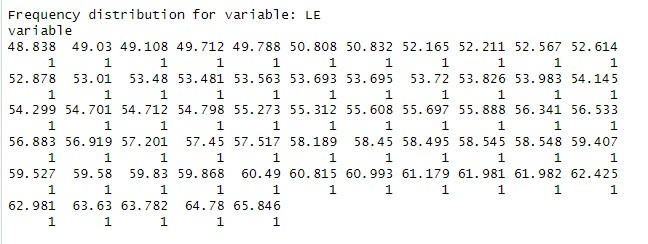 Frequency distribution for variable: LE
variable
48.838 49.03 49.108 49.712 49.788 50.808 50.832 52.165 52.211 52.567 52.614
1 1 1 1 1 1 1 1 1 1 1
52.878 53.01 53.48 53.481 53.563 53.693 53.695 53.72 53.826 53.983 54.145
1 1 1 1 1 1 1 1 1 1 1
54.299 54.701 54.712 54.798 55.273 55.312 55.608 55.697 55.888 56.341 56.533
1 1 1 1 1 1 1 1 1 1 1
56.883 56.919 57.201 57.45 57.517 58.189 58.45 58.495 58.545 58.548 59.407
1 1 1 1 1 1 1 1 1 1 1
59.527 59.58 59.83 59.868 60.49 60.815 60.993 61.179 61.981 61.982 62.425
1 1 1 1 1 1 1 1 1 1 1
62.981 63.63 63.782 64.78 65.846
1 1 1 1 1